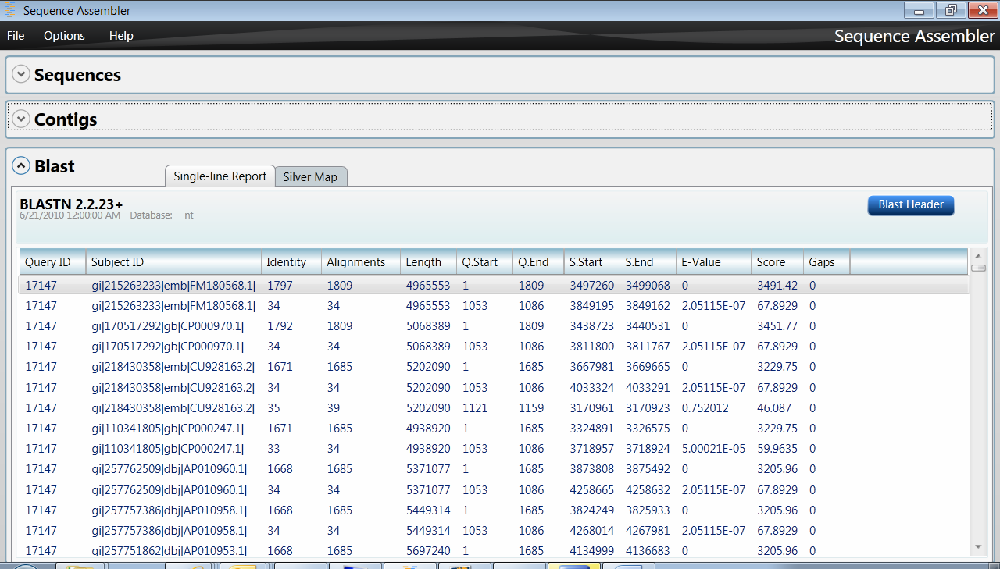 Sequence Assembler
File Options Help
Sequence Assembler
Sequences
Contigs
Blast
Single-line Report Silver Map
BLASTN 2.2.23+
6/21/2010 12:00:00 AM Database: nt
Blast Header
Query ID Subject ID Identity Alignments Length Q.Start Q.End S.Start S.End E-Value Score Gaps
17147 gi|215263233|emb|FM180568.1| 1797 1809 4965553 1 1809 3497260 3499068 0 3491.42 0
17147 gi|215263233|emb|FM180568.1| 34 34 4965553 1053 1086 3849195 3849162 2.05115E-07 67.8929 0
17147 gi|170517292|gb|CP000970.1| 1792 1809 5068389 1 1809 3438723 3440531 0 3451.77 0
17147 gi|170517292|gb|CP000970.1| 34 34 5068389 1053 1086 3811800 3811767 2.05115E-07 67.8929 0
17147 gi|218430358|emb|CU928163.2| 1671 1685 5202090 1 1685 3667981 3669665 0 3229.75 0
17147 gi|218430358|emb|CU928163.2| 34 34 5202090 1053 1086 4033324 4033291 2.05115E-07 67.8929 0
17147 gi|218430358|emb|CU928163.2| 35 39 5202090 1121 1159 3170961 3170923 0.752012 46.087 0
17147 gi|110341805|gb|CP000247.1| 1671 1685 4938920 1 1685 3324891 3326575 0 3229.75 0
17147 gi|110341805|gb|CP000247.1| 33 34 4938920 1053 1086 3718957 3718924 5.00021E-05 59.9635 0
17147 gi|257762509|dbj|AP010960.1| 1668 1685 5371077 1 1685 3873808 3875492 0 3205.96 0
17147 gi|257762509|dbj|AP010960.1| 34 34 5371077 1053 1086 4258665 4258632 2.05115E-07 67.8929 0
17147 gi|257757386|dbj|AP010958.1| 1668 1685 5449314 1 1685 3824249 3825933 0 3205.96 0
17147 gi|257757386|dbj|AP010958.1| 34 34 5449314 1053 1086 4268014 4267981 2.05115E-07 67.8929 0
17147 gi|257751862|dbj|AP010953.1| 1668 1685 5697240 1 1685 4134999 4136683 0 3205.96 0